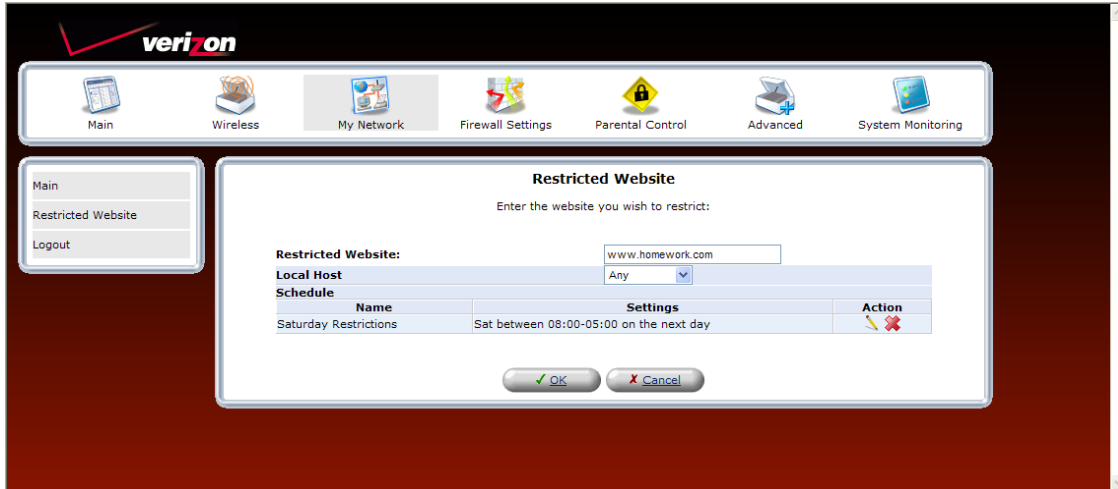 verizon
Main
Wireless
My Network
Firewall Settings
Parental Control
Advanced
System Monitoring
Main
Restricted Website
Logout
Restricted Website
Enter the website you wish to restrict:
Restricted Website: www.homework.com
Local Host Any
Schedule
Name Settings Action
Saturday Restrictions Sat between 08:00-05:00 on the next day
OK Cancel